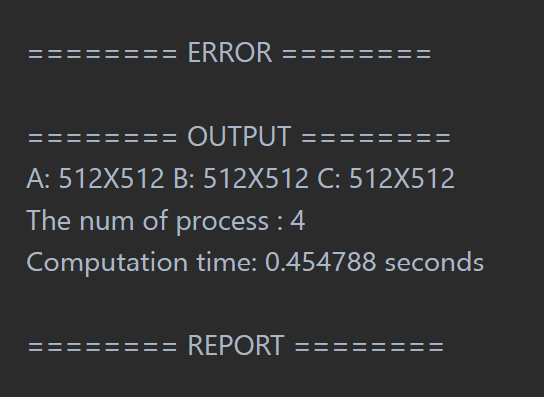 ======== ERROR ========
======== OUTPUT ========
A: 512X512 B: 512X512 C: 512X512
The num of process : 4
Computation time: 0.454788 seconds
======== REPORT ========